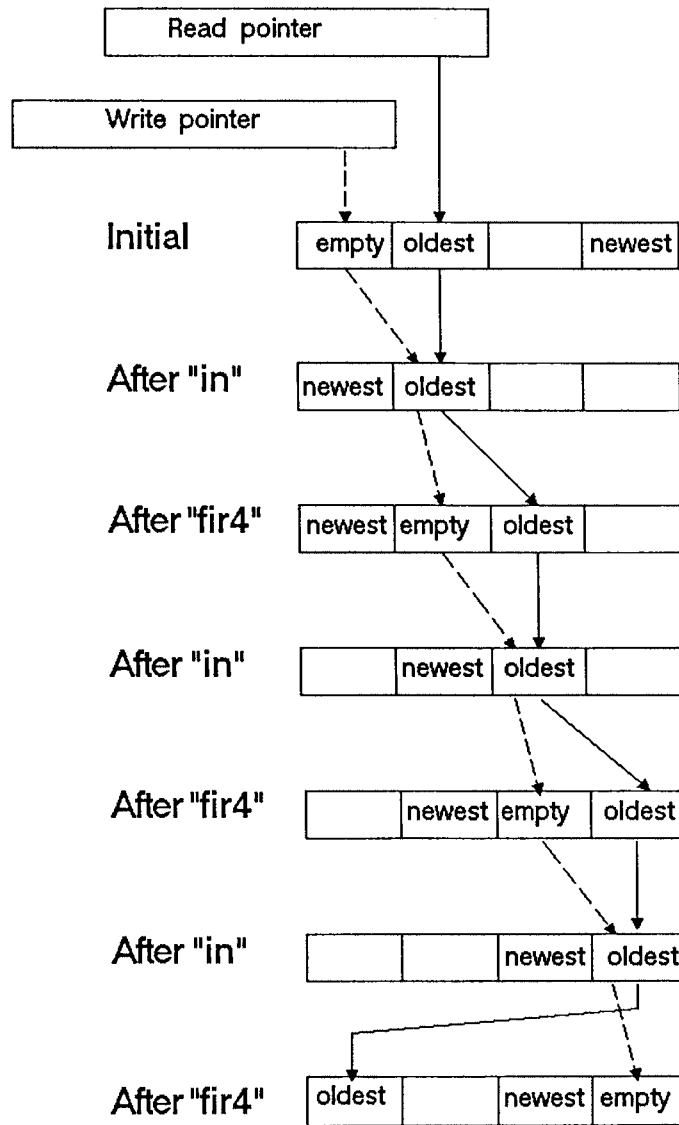 Read pointer
Write pointer
Initial empty oldest newest
After "in" newest oldest
After "fir4" newest empty oldest
After "in" newest oldest
After "fir4" newest empty oldest
After "in" newest oldest
After "fir4" oldest newest empty